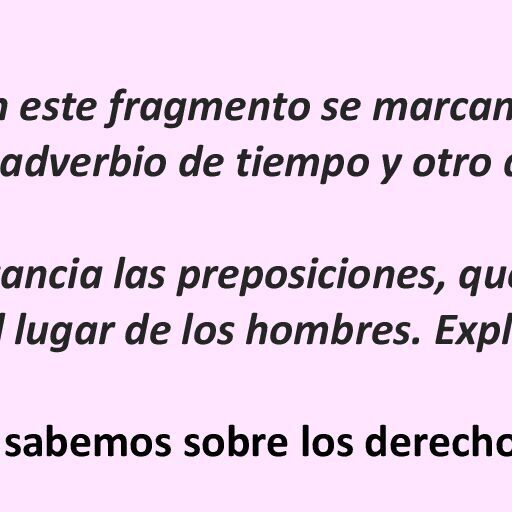 n este fragmento se marcan
adverbio de tiempo y otro
ancia las preposiciones, que
l lugar de los hombres. Expl
sabemos sobre los derecho